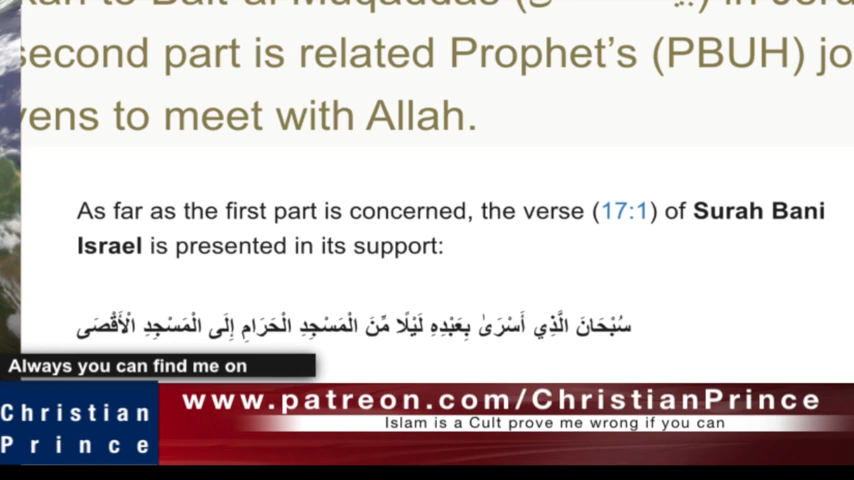 second part is related Prophet's (PBUH) jo
vens to meet with Allah.
As far as the first part is concerned, the verse (17:1) of Surah Bani
Israel is presented in its support:
سُبْحَانَ الَّذِي أَسْرَىٰ بِعَبْدِهِ لَيْلًا مِّنَ الْمَسْجِدِ الْحَرَامِ إِلَى الْمَسْجِدِ الْأَقْصَى
Always you can find me on
Christian
Prince
www.patreon.com/ChristianPrince
Islam is a Cult prove me wrong if you can